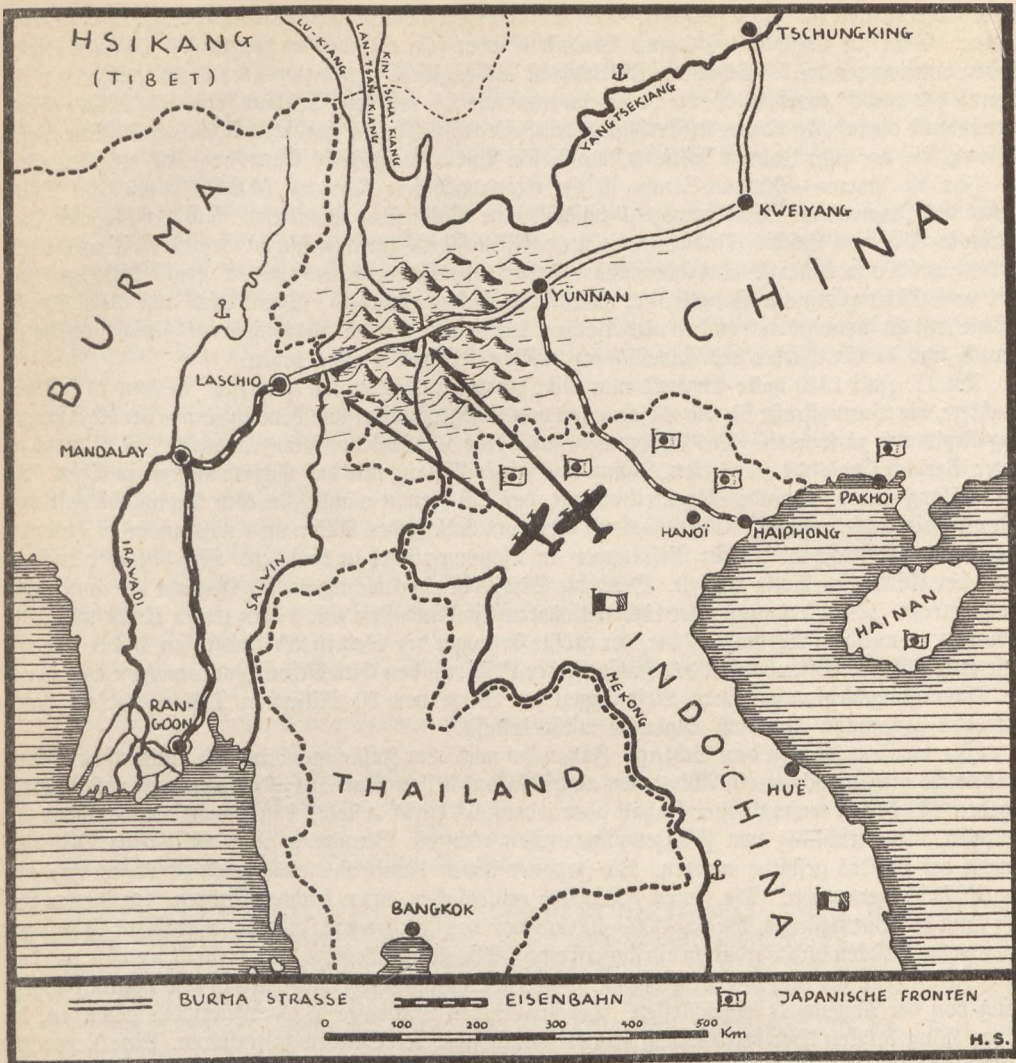 HSIKANG
(TIBET)
LU-KIANG
LAN-TSAN-KIANG
KIN-SCHA-KIANG
TSCHUNGKING
YANGTSEKIANG
KWEIYANG
BURMA
CHINA
YÜNNAN
LASCHIO
MANDALAY
PAKHOI
HANOÏ
HAIPHONG
IRAVADI
SALVIN
HAINAN
INDOCHINA
MEKONG
RAN-
GOON
THAILAND
HUË
BANGKOK
BURMA STRASSE
EISENBAHN
JAPANISCHE FRONTEN
0 100 200 300 400 500
Km
H.S.